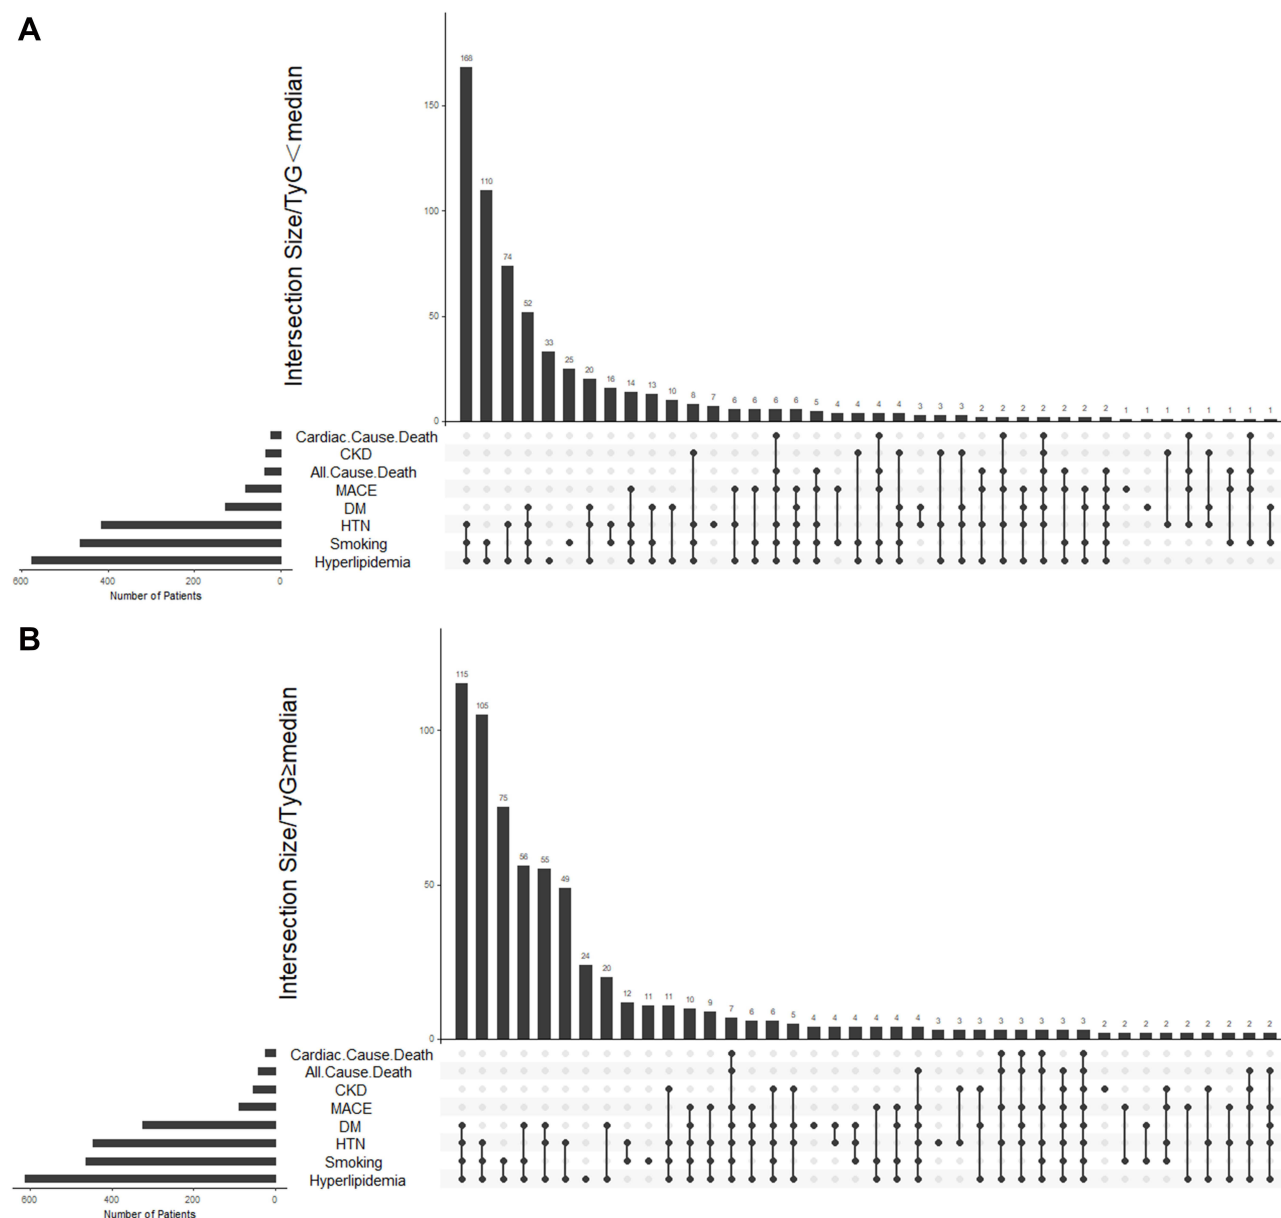 A
Intersection Size/TyG＜median
150
100
50
0
168 110 74 52 33 25 20 16 14 13 10 8 7 6 6 6 6 5 4 4 4 4 3 3 3 2 2 2 2 2 2 2 1 1 1 1 1 1 1 1
Cardiac.Cause.Death
CKD
All.Cause.Death
MACE
DM
HTN
Smoking
Hyperlipidemia
600 400 200 0
Number of Patients
B
Intersection Size/TyG≥median
100
50
0
115 105 75 56 55 49 24 20 12 11 11 10 9 7 6 6 5 4 4 4 4 4 4 3 3 3 3 3 3 3 3 2 2 2 2 2 2 2 2 2
Cardiac.Cause.Death
All.Cause.Death
CKD
MACE
DM
HTN
Smoking
Hyperlipidemia
600 400 200 0
Number of Patients